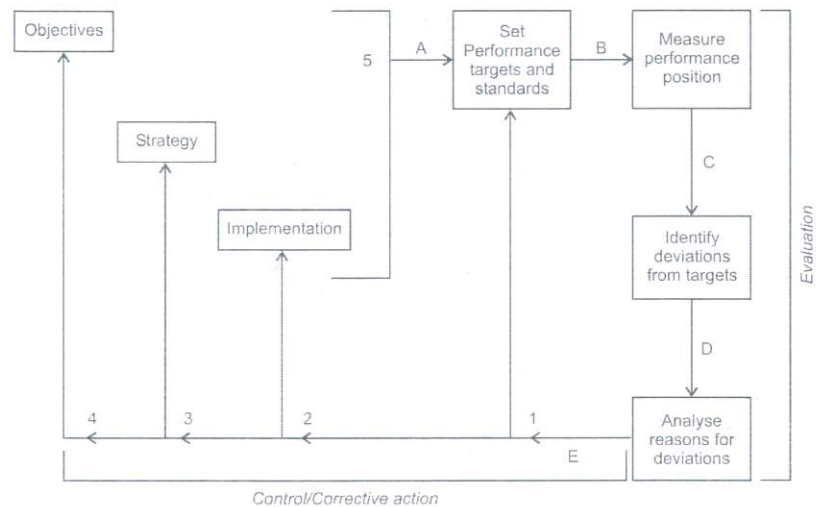 Objectives
5
A
Set
Performance
targets and
standards
B
Measure
performance
position
Strategy
C
Implementation
Identify
deviations
from targets
Evaluation
D
4
3
2
1
E
Analyse
reasons for
deviations
Control/Corrective action